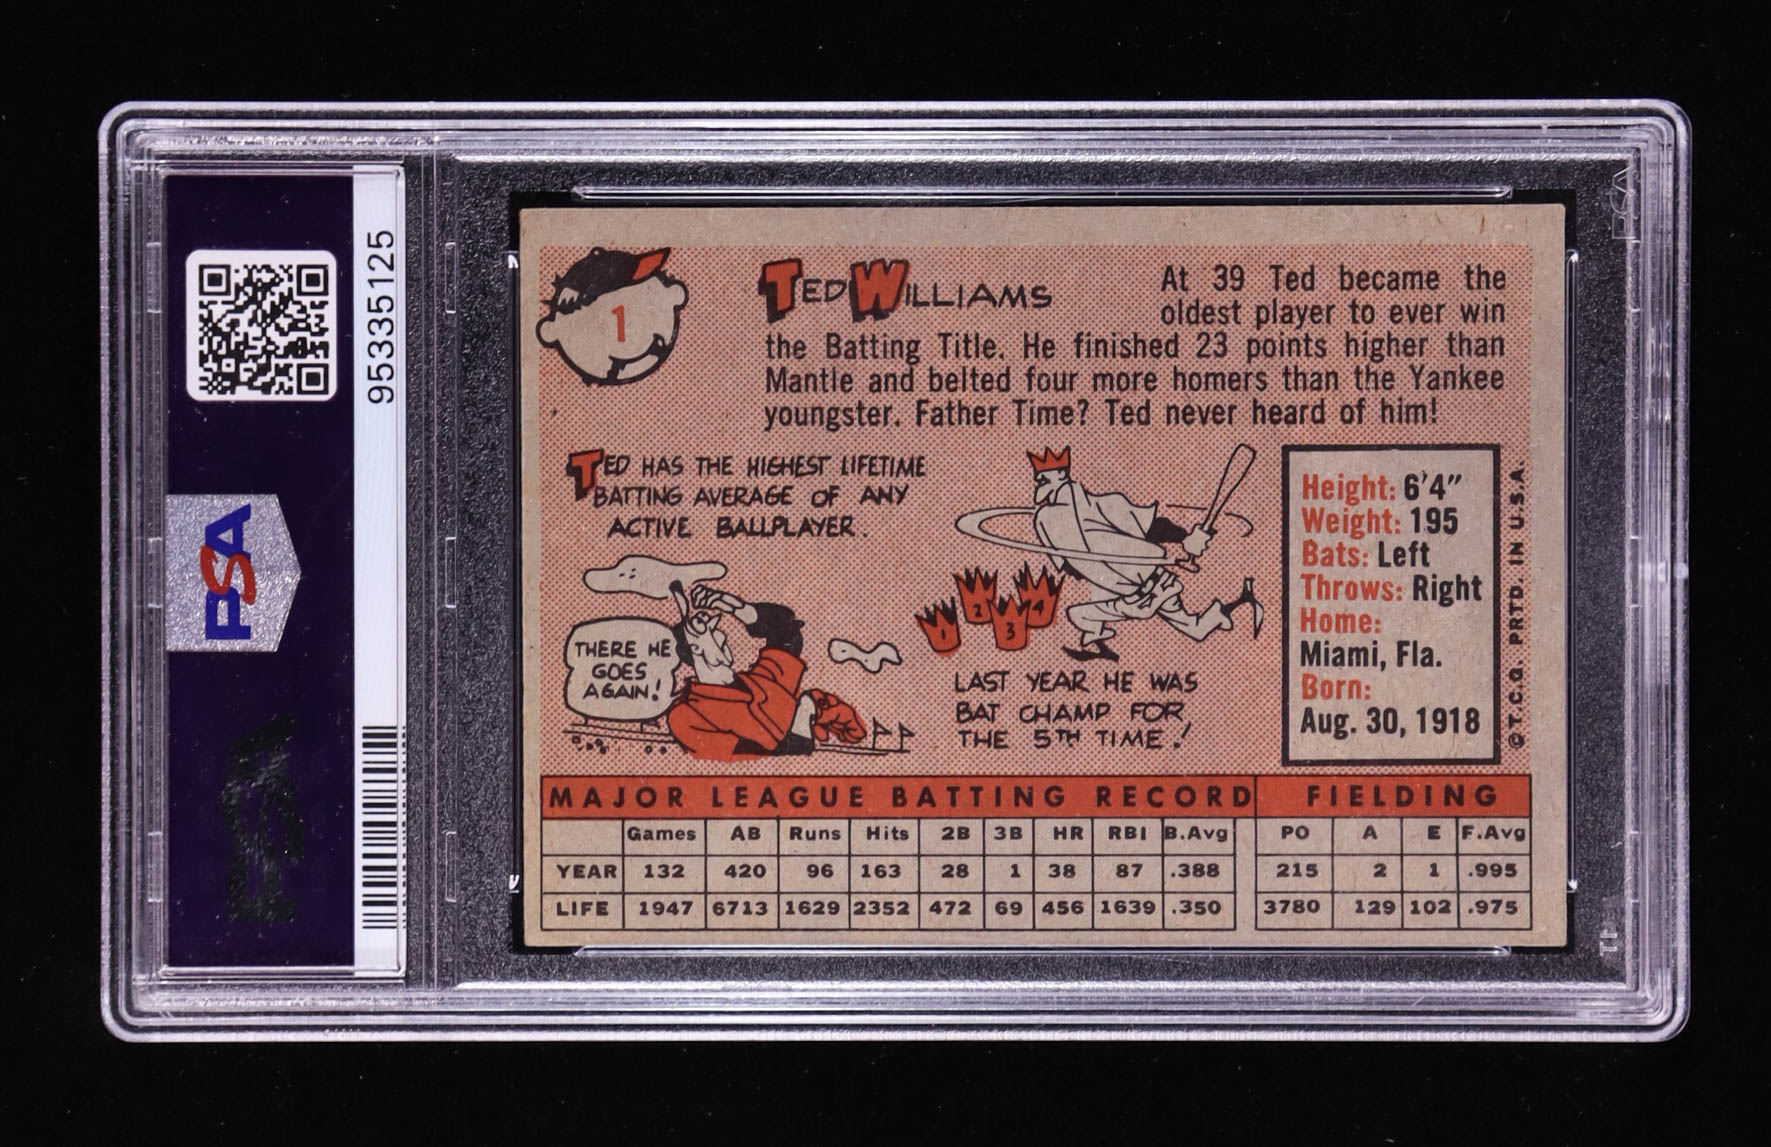 95335125
PSA
1
TED WILLIAMS
At 39 Ted became the
oldest player to ever win
the Batting Title. He finished 23 points higher than
Mantle and belted four more homers than the Yankee
youngster. Father Time? Ted never heard of him!
TED HAS THE HIGHEST LIFETIME
BATTING AVERAGE OF ANY
ACTIVE BALLPLAYER.
THERE HE
GOES
AGAIN!
1 2 3 4
LAST YEAR HE WAS
BAT CHAMP FOR
THE 5TH TIME!
Height: 6'4"
Weight: 195
Bats: Left
Throws: Right
Home:
Miami, Fla.
Born:
Aug. 30, 1918
© T.C.G. PRTD. IN U.S.A.
MAJOR LEAGUE BATTING RECORD FIELDING
Games AB Runs Hits 2B 3B HR RBI B.Avg PO A E F.Avg
YEAR 132 420 96 163 28 1 38 87 .388 215 2 1 .995
LIFE 1947 6713 1629 2352 472 69 456 1639 .350 3780 129 102 .975
PSA
PSA